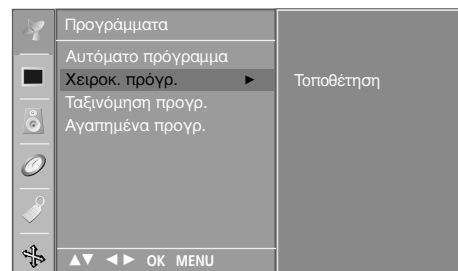 Προγράμματα
Αυτόματο πρόγραμμα
Χειροκ. πρόγρ. ►
Τοποθέτηση
Ταξινόμηση προγρ.
Αγαπημένα προγρ.
▲▼ ◄► OK MENU